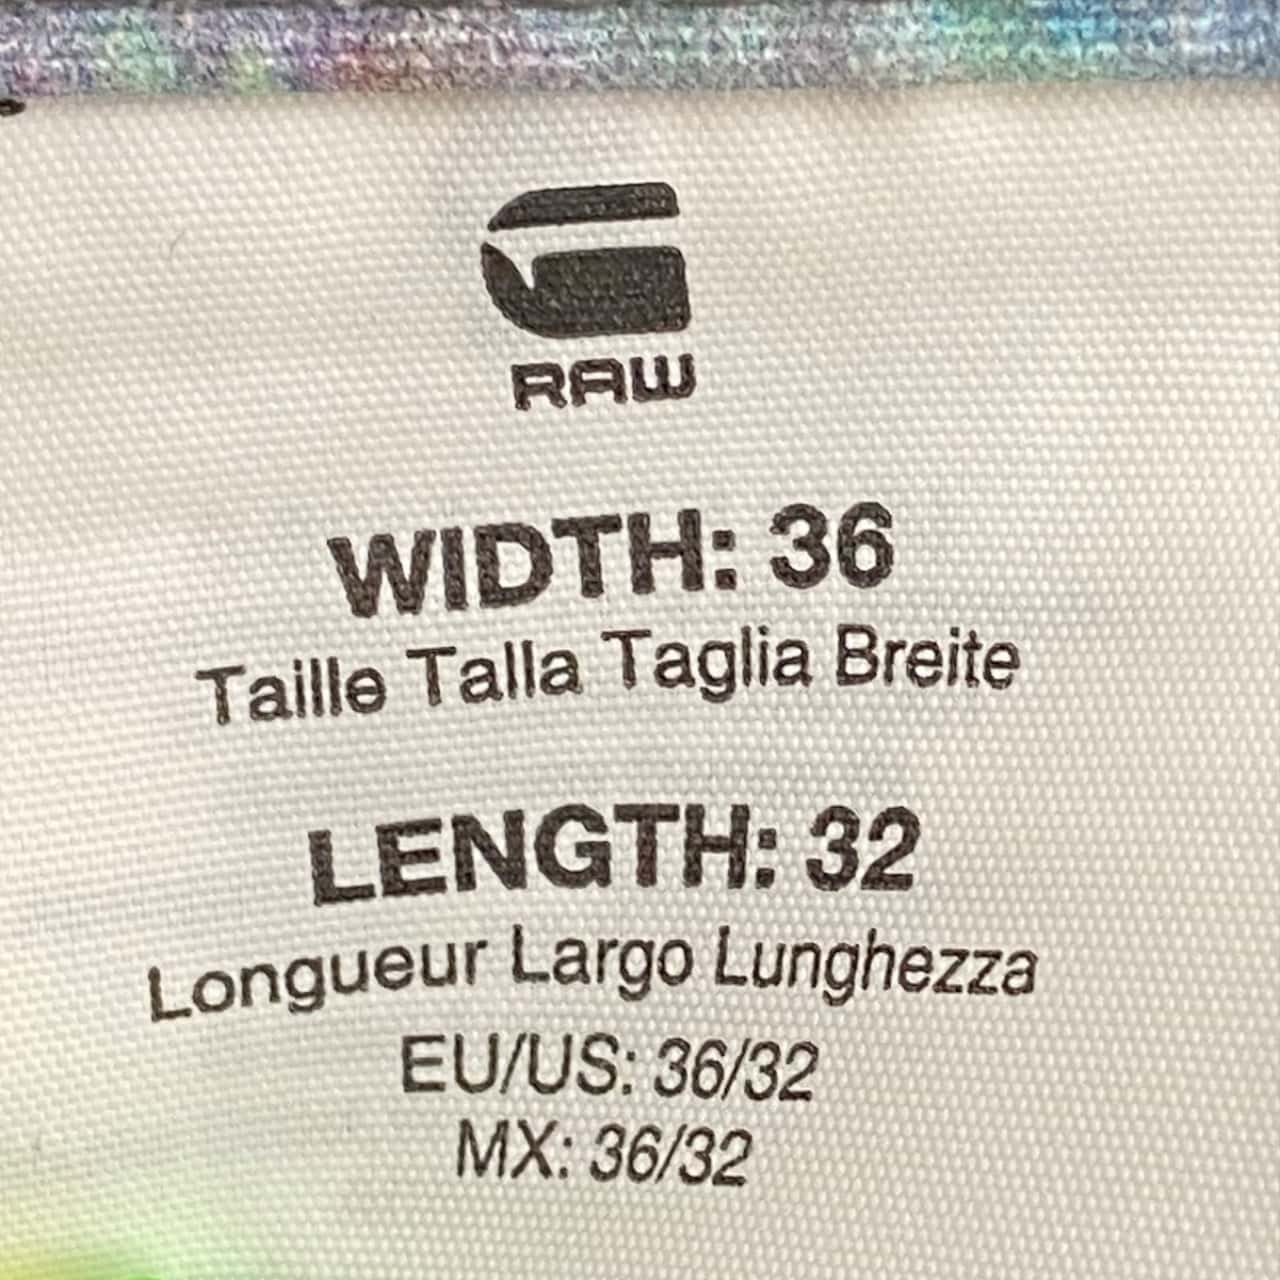 RAW
WIDTH: 36
Taille Talla Taglia Breite
LENGTH: 32
Longueur Largo Lunghezza
EU/US: 36/32
MX: 36/32